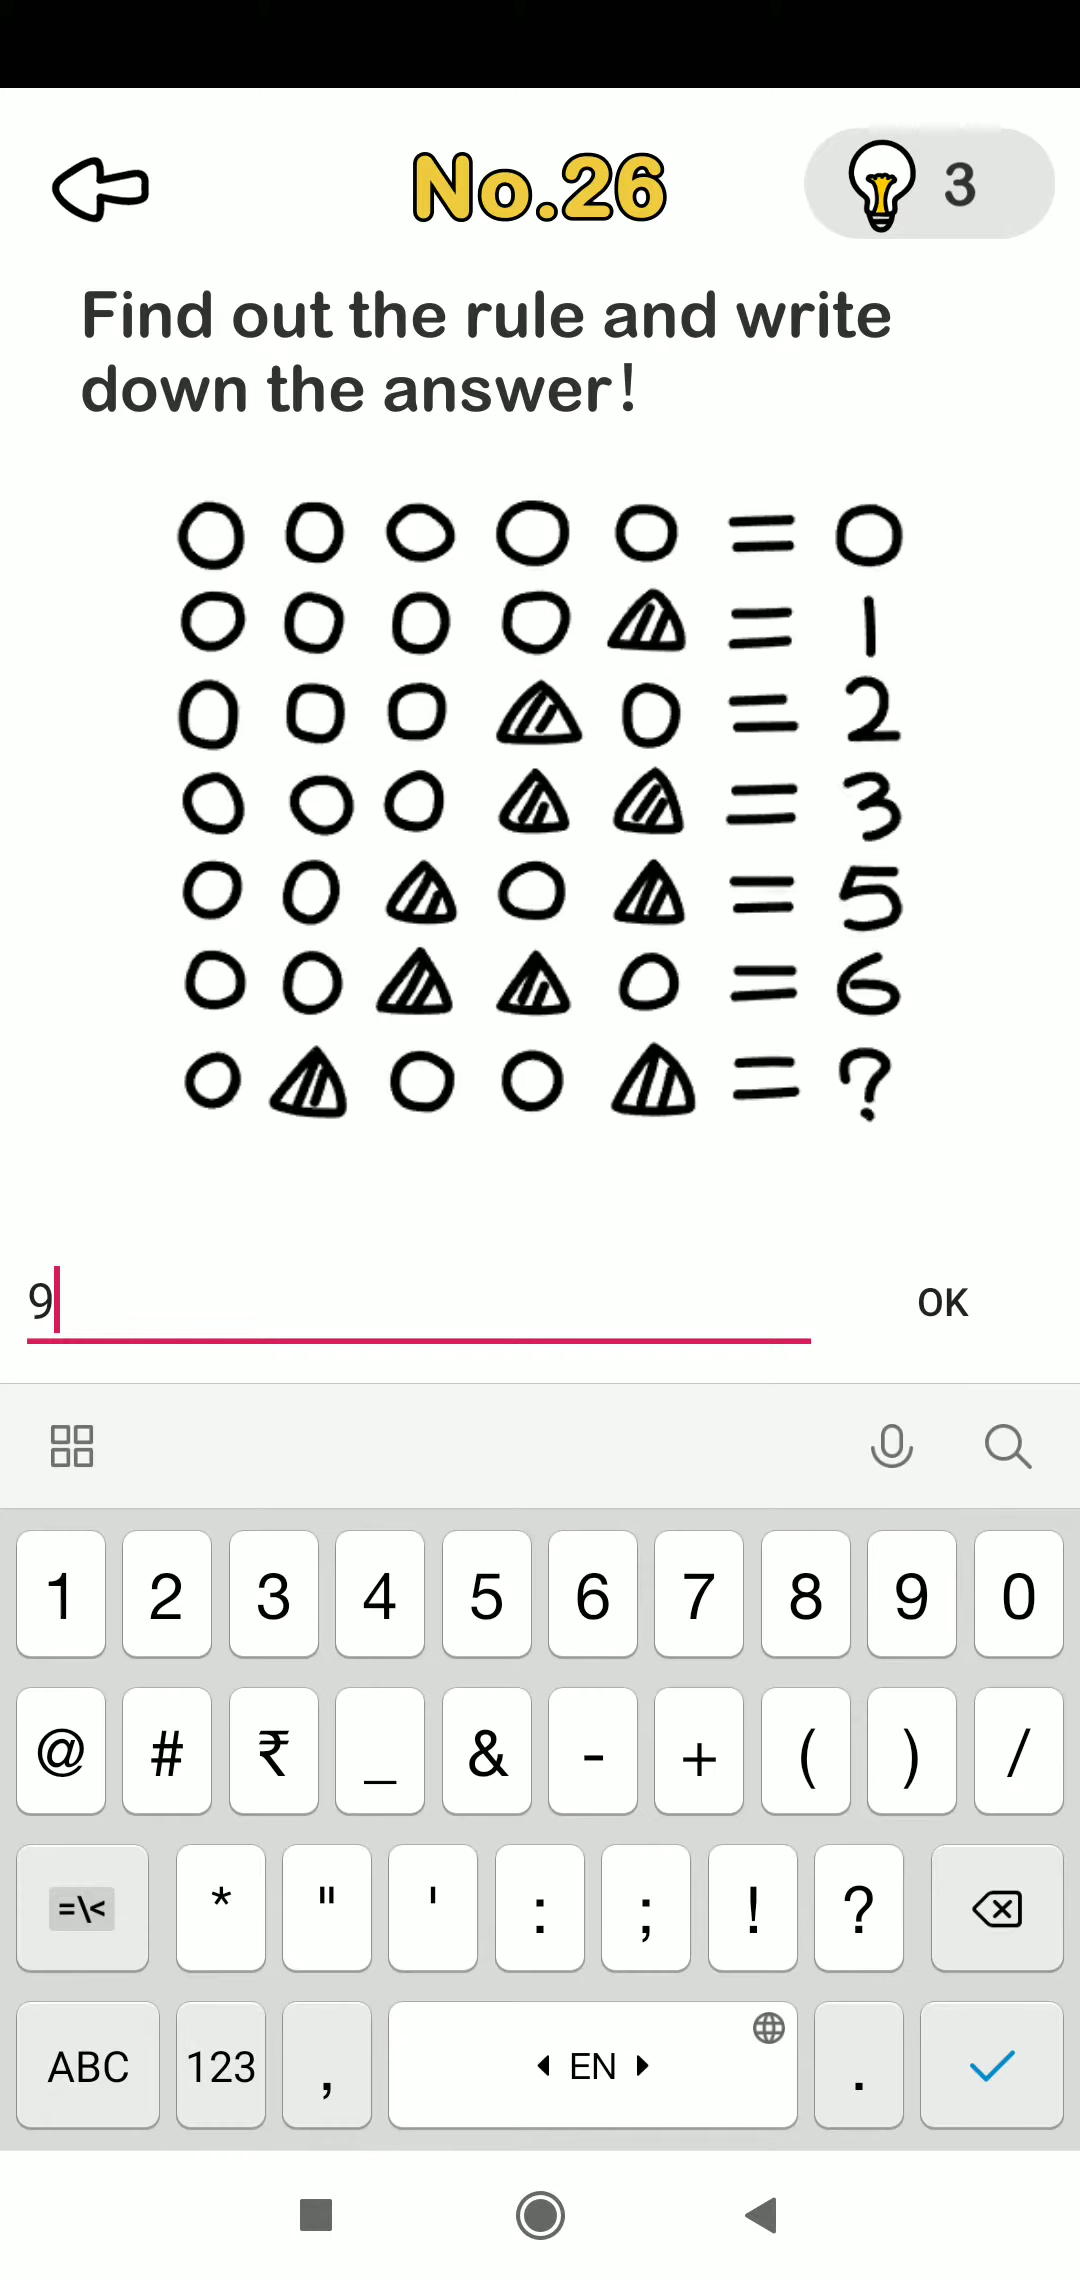 No.26
3
Find out the rule and write
down the answer!
○ ○ ○ ○ ○ = 0
○ ○ ○ ○ △ = 1
○ ○ ○ △ ○ = 2
○ ○ ○ △ △ = 3
○ ○ △ ○ △ = 5
○ ○ △ △ ○ = 6
○ △ ○ ○ △ = ?
9
OK
1 2 3 4 5 6 7 8 9 0
@ # ₹ _ & - + ( ) /
=\< * " ' : ; ! ?
ABC 123 , EN .